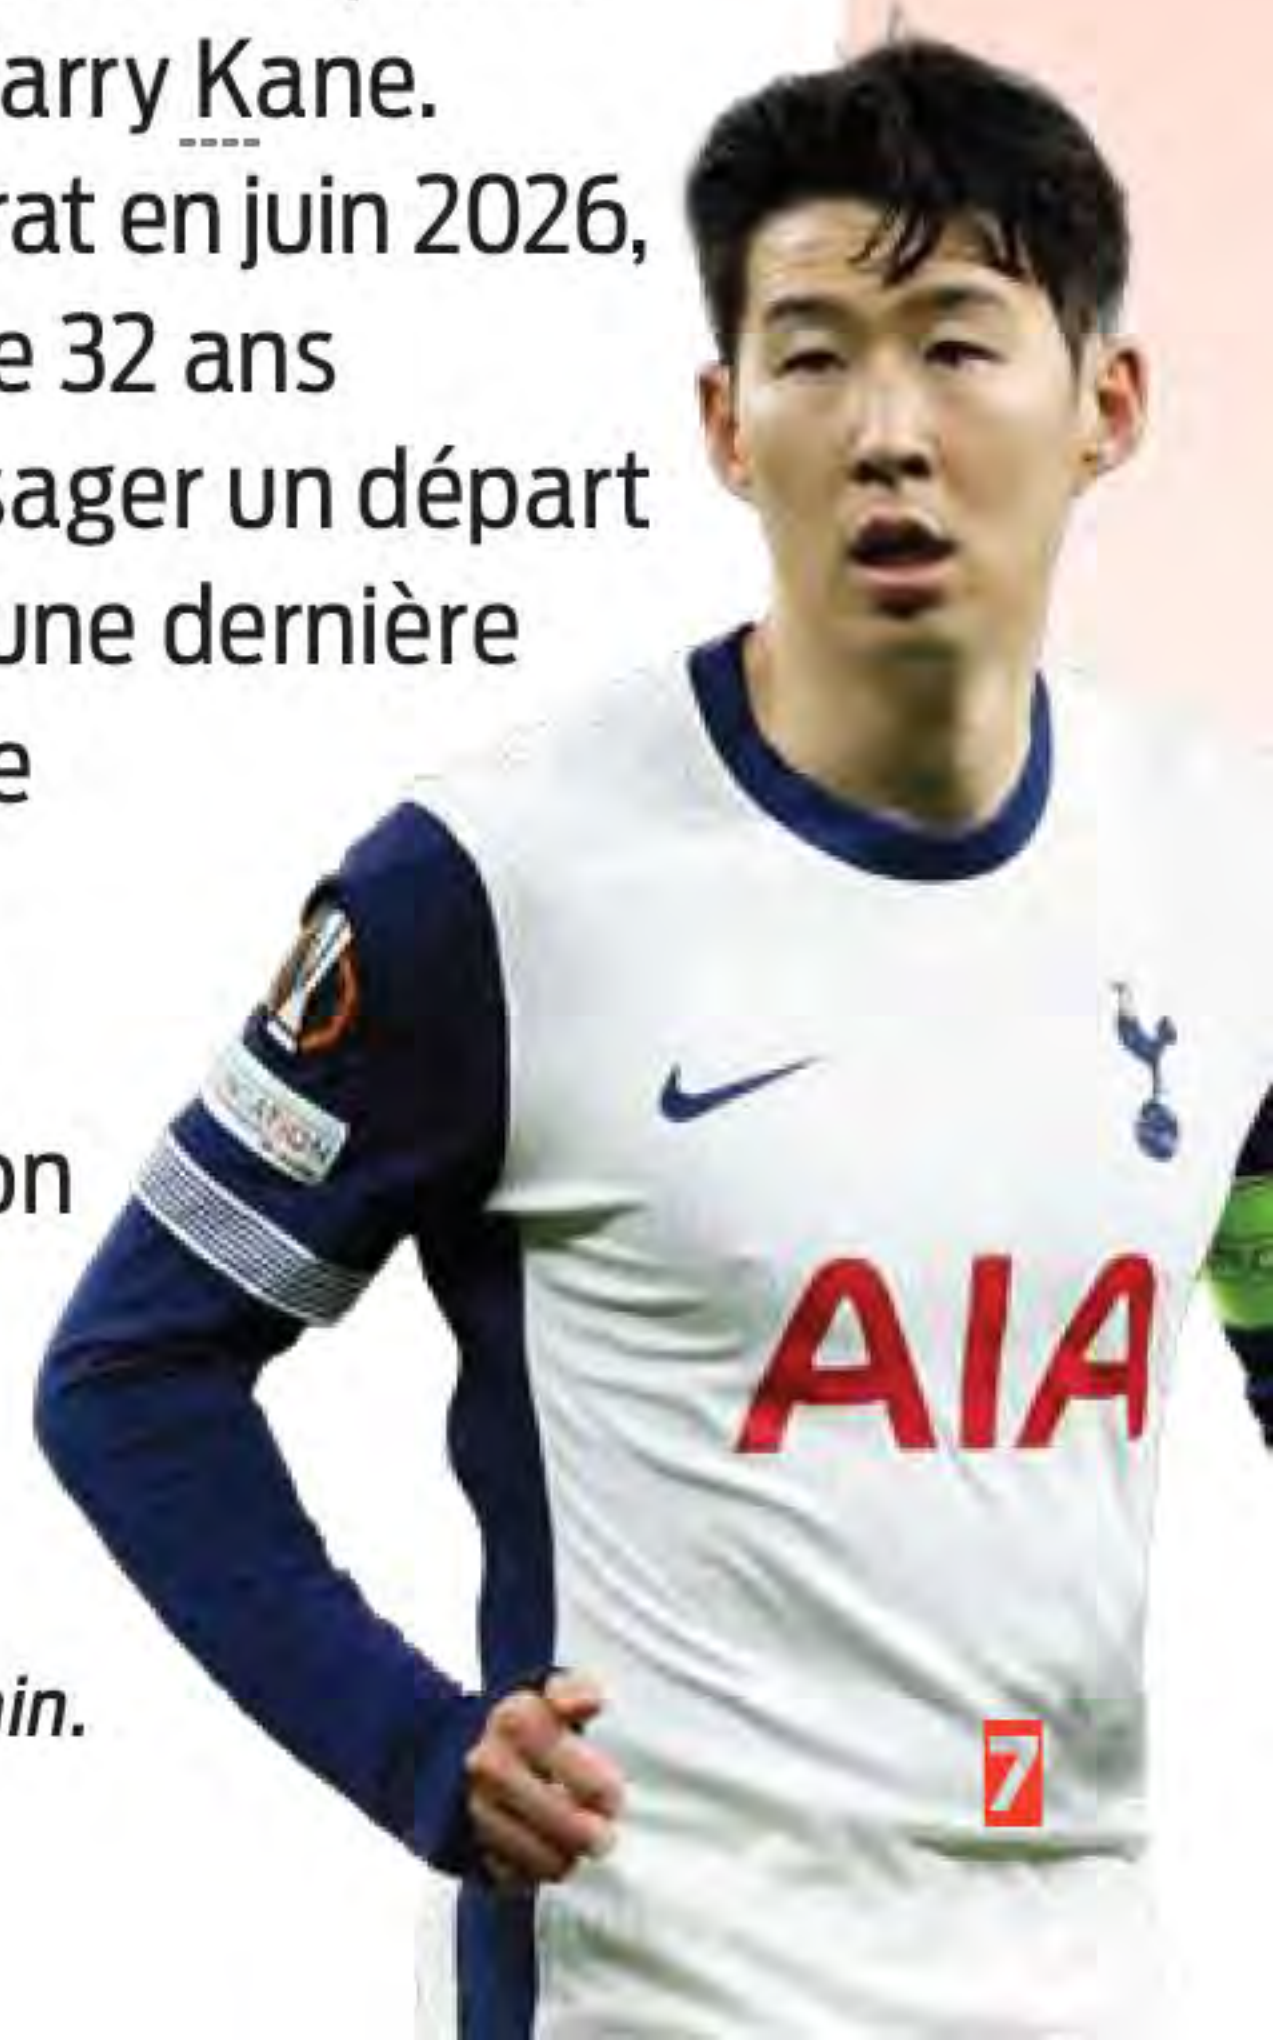 arry Kane.
rat en juin 2026,
e 32 ans
sager un départ
une dernière
e
on
AIA
in.
7